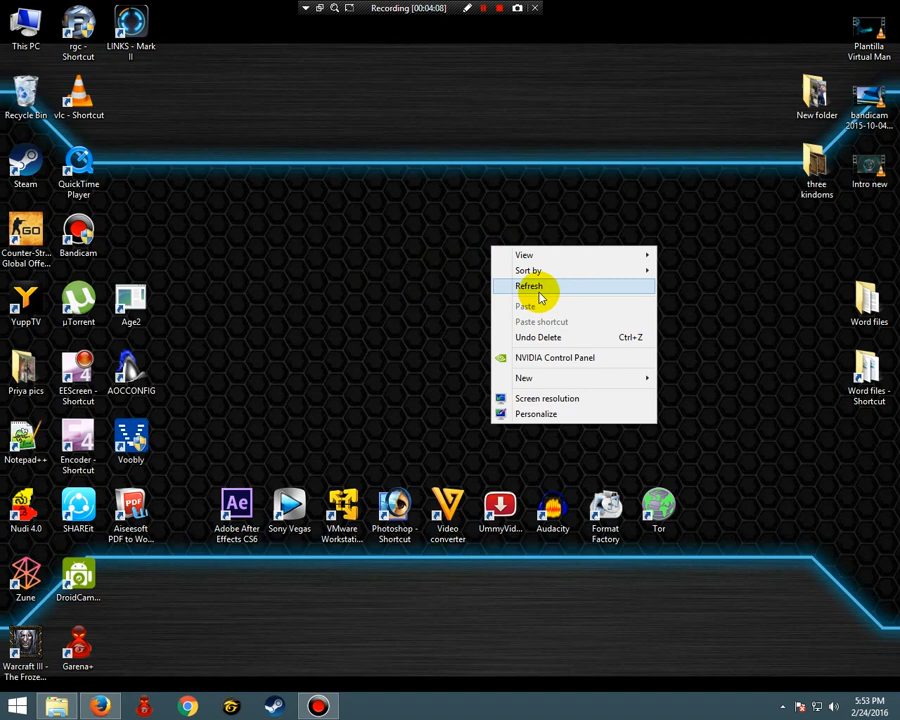 Recording [00:04:08]
This PC
rgc -
Shortcut
LINKS - Mark
II
Plantilla
Virtual Man
Recycle Bin
vlc - Shortcut
New folder
bandicam
2015-10-04...
Steam
QuickTime
Player
three
kindoms
Intro new
GO
Counter-Str...
Global Offe...
Bandicam
View
Sort by
Refresh
Paste
Paste shortcut
Undo Delete Ctrl+Z
NVIDIA Control Panel
New
Screen resolution
Personalize
YuppTV
µTorrent
Age2
Word files
Priya pics
EEScreen -
Shortcut
AOCCONFIG
Word files -
Shortcut
Notepad++
Encoder -
Shortcut
Voobly
Nudi 4.0
SHAREit
PDF
Aiseesoft
PDF to Wo...
Ae
Adobe After
Effects CS6
Sony Vegas
VMware
Workstati...
Photoshop -
Shortcut
Video
converter
UmmyVid...
Audacity
Format
Factory
Tor
Zune
DroidCam...
Warcraft III -
The Froze...
Garena+
5:53 PM
2/24/2016